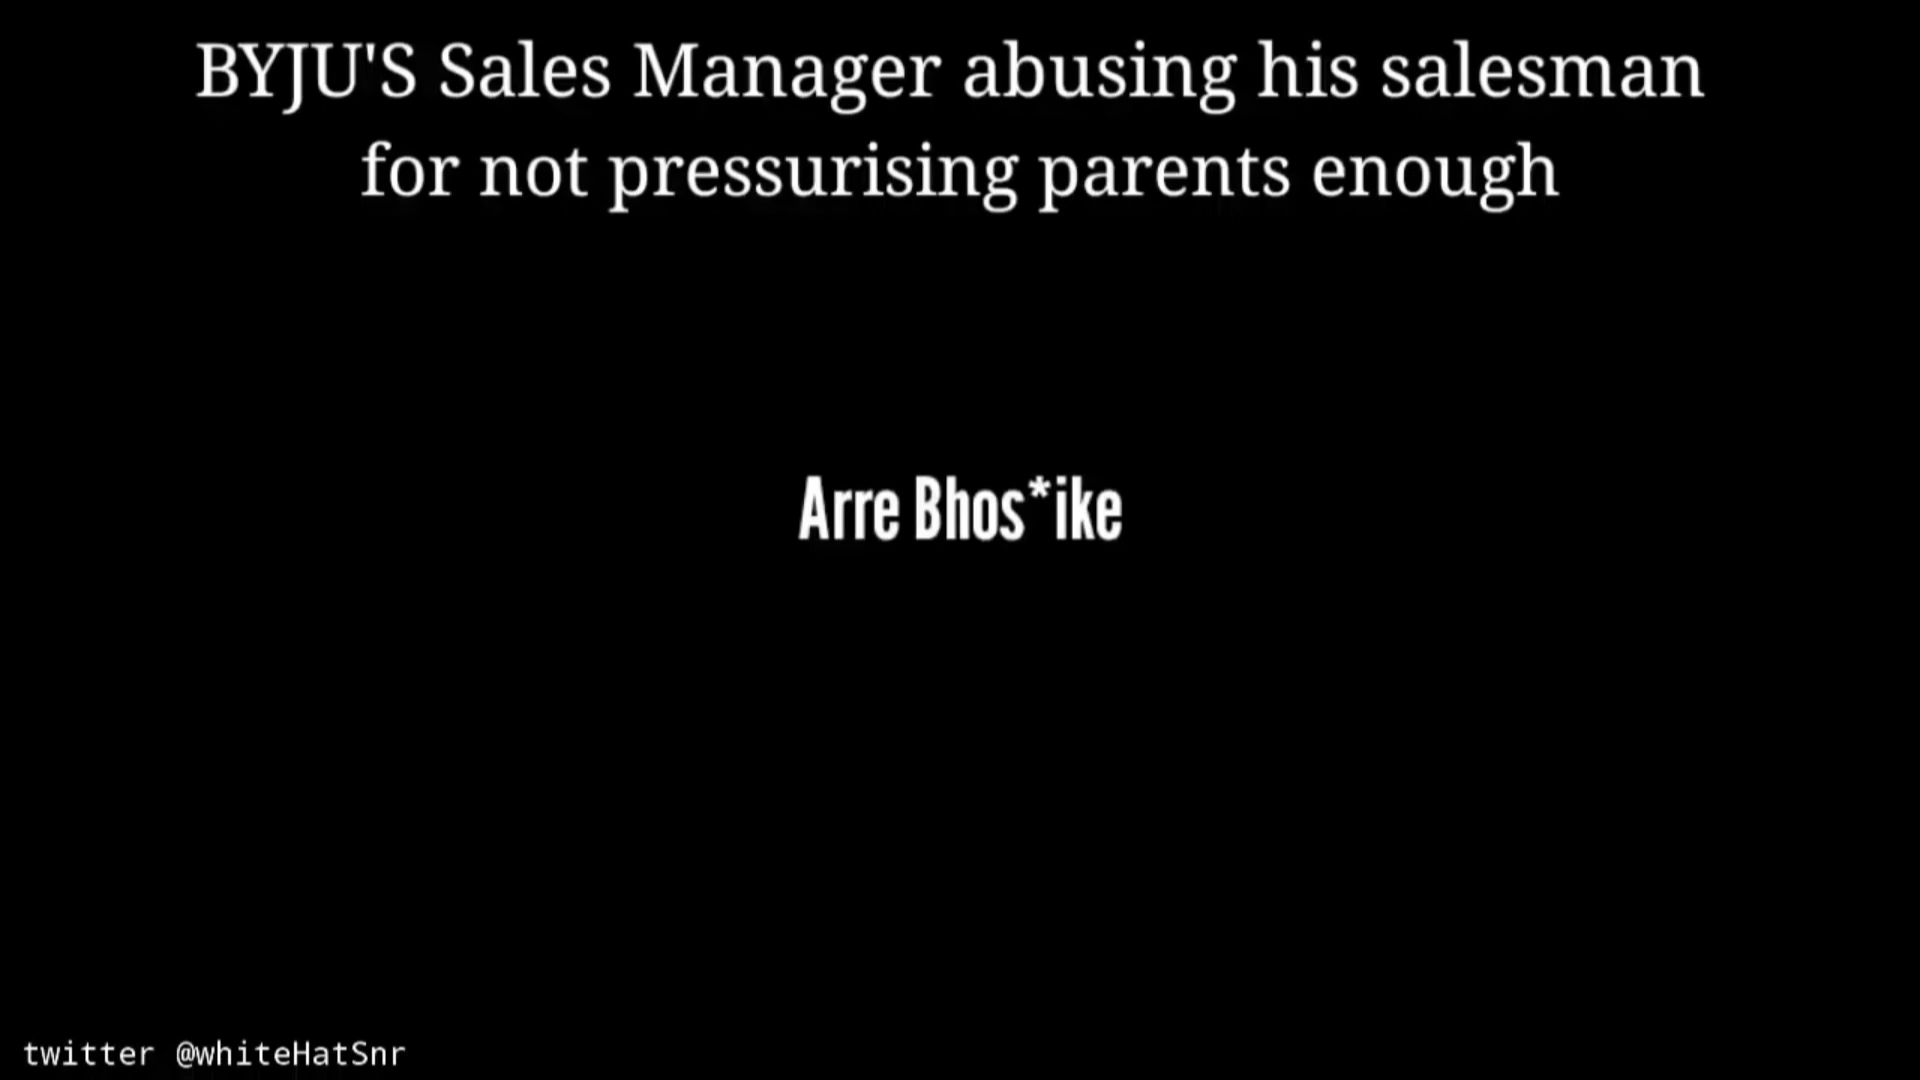 BYJU'S Sales Manager abusing his salesman
for not pressurising parents enough
Arre Bhos*ike
twitter @whiteHatSnr